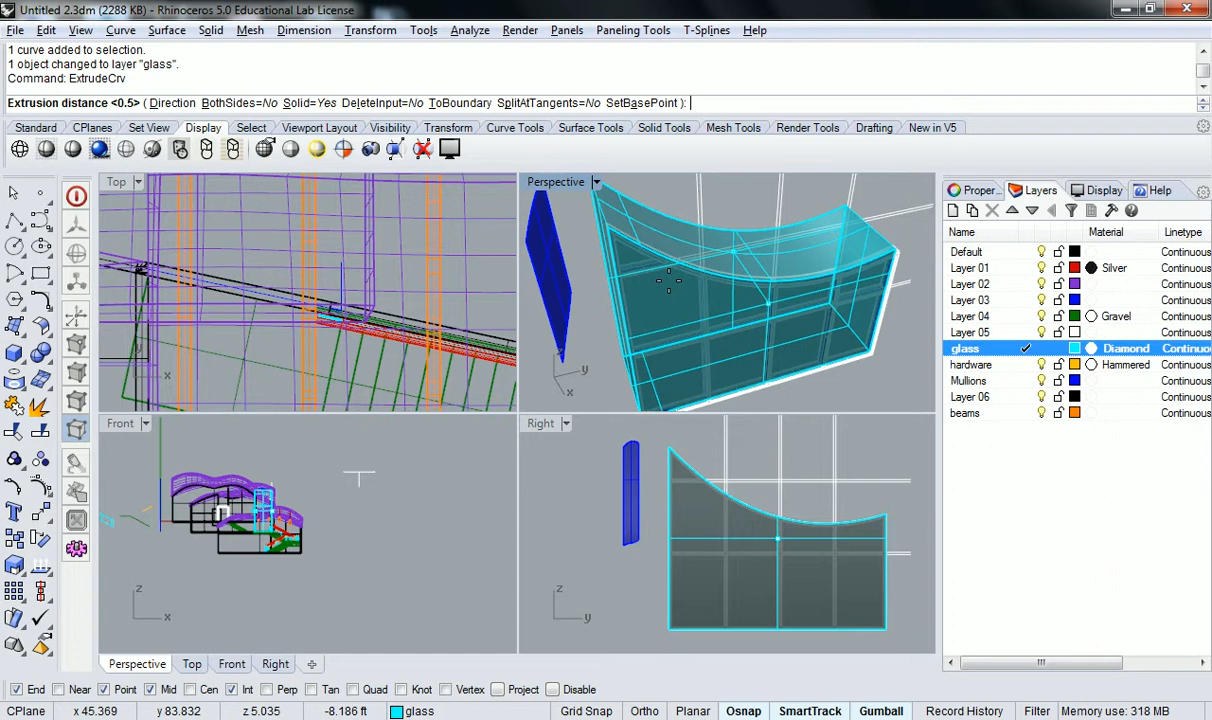 Untitled 2.3dm (2288 KB) - Rhinoceros 5.0 Educational Lab License
File Edit View Curve Surface Solid Mesh Dimension Transform Tools Analyze Render Panels Paneling Tools T-Splines Help
1 curve added to selection.
1 object changed to layer "glass".
Command: ExtrudeCrv
Extrusion distance <0.5> ( Direction BothSides=No Solid=Yes DeleteInput=No ToBoundary SplitAtTangents=No SetBasePoint ):
Standard CPlanes Set View Display Select Viewport Layout Visibility Transform Curve Tools Surface Tools Solid Tools Mesh Tools Render Tools Drafting New in V5
Top Perspective Proper... Layers Display Help
Name Material Linetype
Default Continuous
Layer 01 Silver Continuous
Layer 02 Continuous
Layer 03 Continuous
Layer 04 Gravel Continuous
Layer 05 Continuous
glass Diamond Continuo
hardware Hammered Continuous
Mullions Continuous
Layer 06 Continuous
beams Continuous
y
x
y
x
Front Right
z
x
z
y
Perspective Top Front Right
End Near Point Mid Cen Int Perp Tan Quad Knot Vertex Project Disable
CPlane x 45.369 y 83.832 z 5.035 -8.186 ft glass Grid Snap Ortho Planar Osnap SmartTrack Gumball Record History Filter Memory use: 318 MB